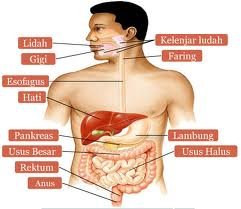 Lidah
Kelenjar ludah
Gigi
Faring
Esofagus
Hati
Pankreas
Lambung
Usus Besar
Usus Halus
Rektum
Anus